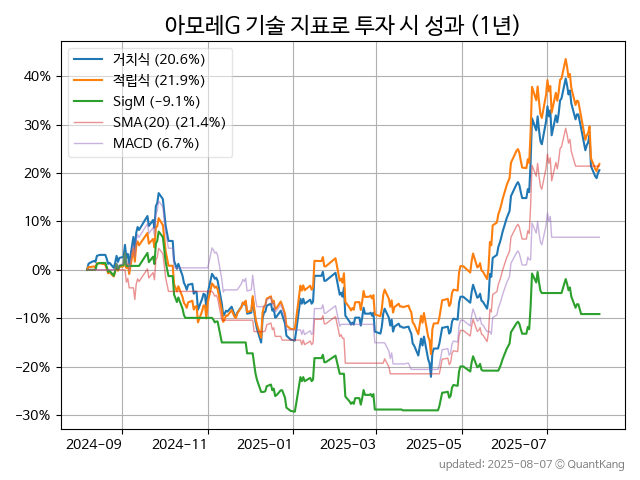 아모레G 기술 지표로 투자 시 성과 (1년)
거치식 (20.6%)
적립식 (21.9%)
SigM (−9.1%)
SMA(20) (21.4%)
MACD (6.7%)
40%
30%
20%
10%
0%
−10%
−20%
−30%
2024−09 2024−11 2025−01 2025−03 2025−05 2025−07
updated: 2025-08-07 © QuantKang